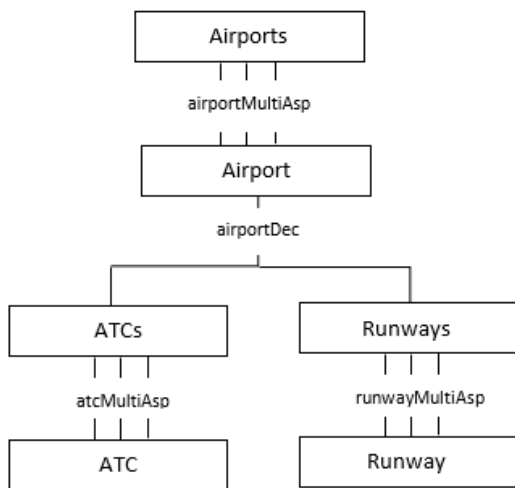 Airports
airportMultiAsp
Airport
airportDec
ATCs
Runways
atcMultiAsp
runwayMultiAsp
ATC
Runway